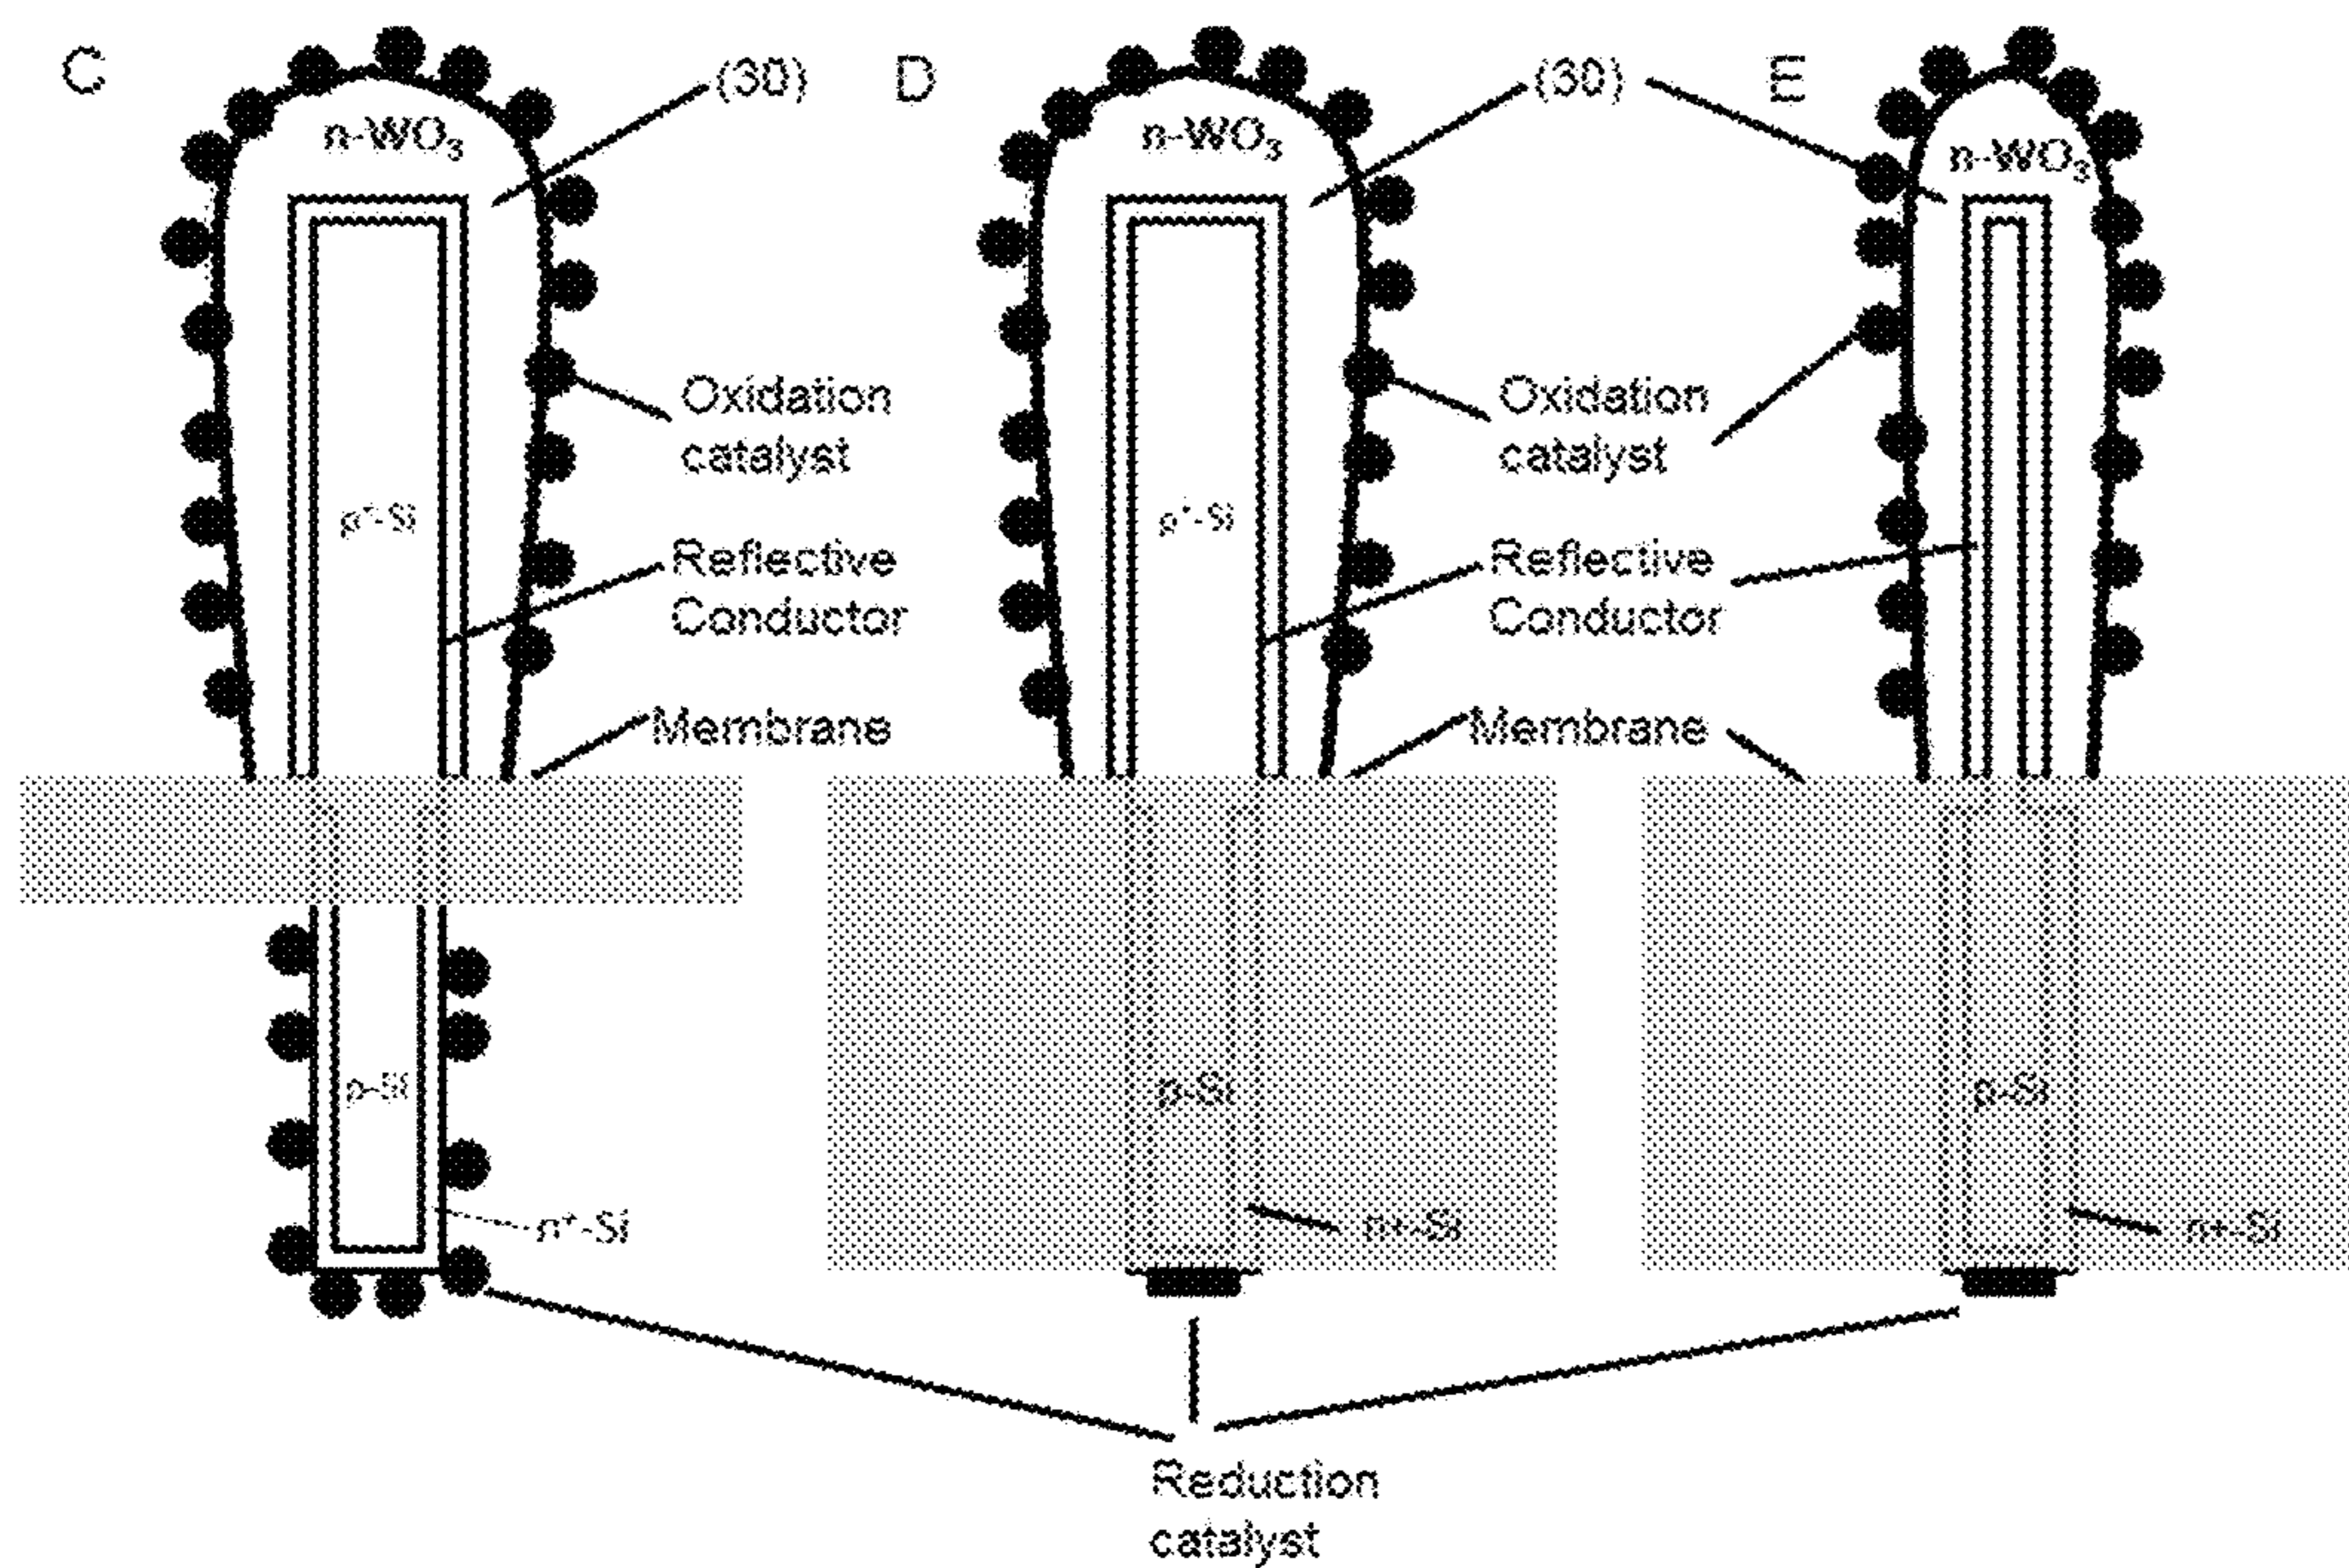 C
(30)
D
(30)
E
n-WO₃
n-WO₃
n-WO₃
Oxidation
catalyst
Oxidation
catalyst
p⁺-Si
p⁺-Si
Reflective
Conductor
Reflective
Conductor
Membrane
Membrane
p-Si
p-Si
p-Si
n⁺-Si
n+-Si
n+-Si
Reduction
catalyst